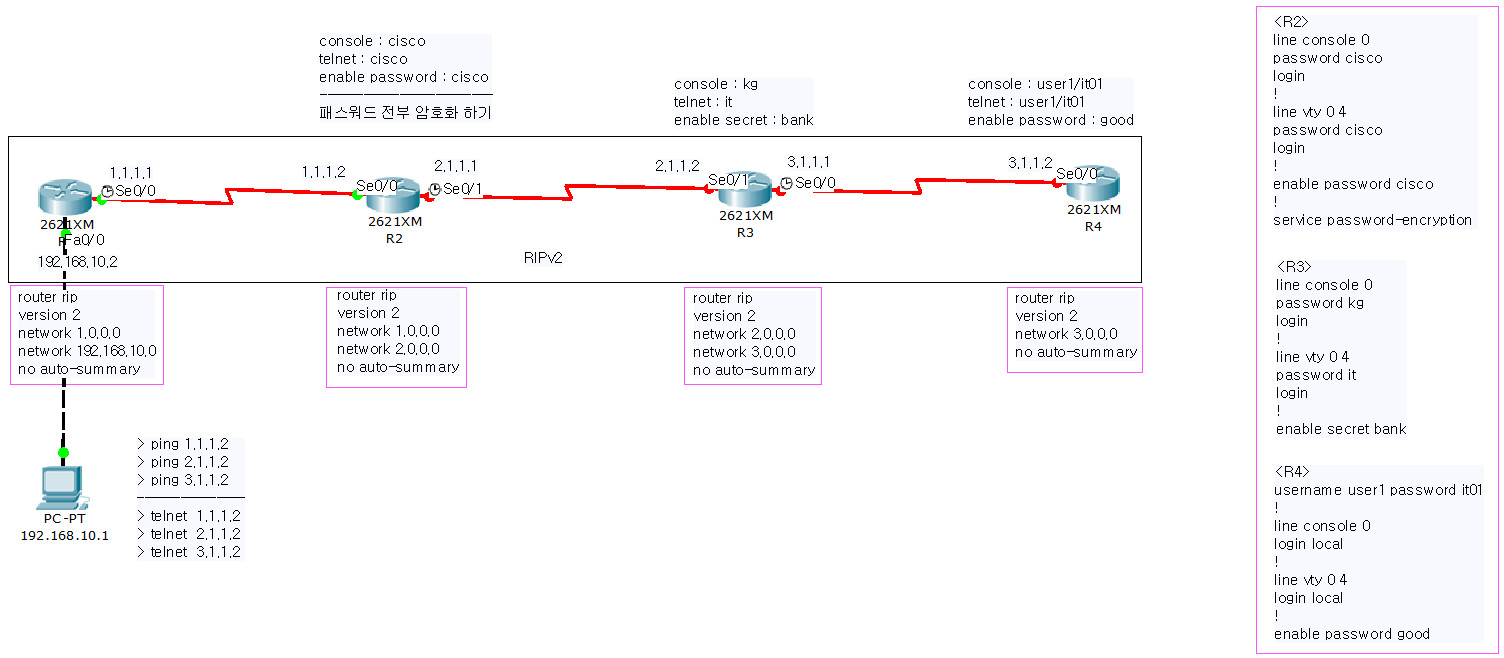 console : cisco
telnet : cisco
enable password : cisco
--------------------
패스워드 전부 암호화 하기
console : kg
telnet : it
enable secret : bank
console : user1/it01
telnet : user1/it01
enable password : good
1.1.1.1
Se0/0
2621XM
Fa0/0
192.168.10.2
1.1.1.2
Se0/0
2.1.1.1
Se0/1
2621XM
R2
2.1.1.2
Se0/1
3.1.1.1
Se0/0
2621XM
R3
3.1.1.2
Se0/0
2621XM
R4
RIPv2
router rip
version 2
network 1.0.0.0
network 192.168.10.0
no auto-summary
router rip
version 2
network 1.0.0.0
network 2.0.0.0
no auto-summary
router rip
version 2
network 2.0.0.0
network 3.0.0.0
no auto-summary
router rip
version 2
network 3.0.0.0
no auto-summary
PC-PT
192.168.10.1
> ping 1.1.1.2
> ping 2.1.1.2
> ping 3.1.1.2
------------
> telnet 1.1.1.2
> telnet 2.1.1.2
> telnet 3.1.1.2
<R2>
line console 0
password cisco
login
!
line vty 0 4
password cisco
login
!
enable password cisco
!
service password-encryption
<R3>
line console 0
password kg
login
!
line vty 0 4
password it
login
!
enable secret bank
<R4>
username user1 password it01
!
line console 0
login local
!
line vty 0 4
login local
!
enable password good